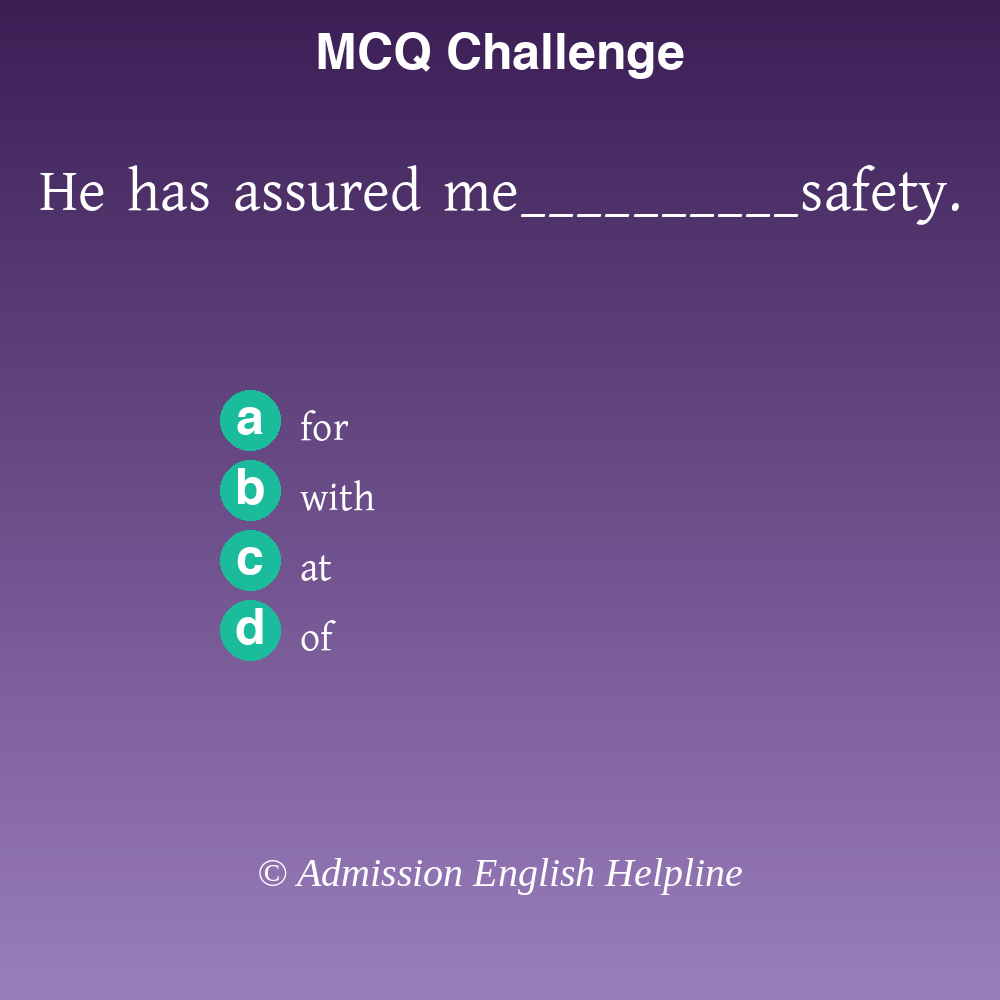 MCQ Challenge
He has assured me__________safety.
a for
b with
c at
d of
© Admission English Helpline